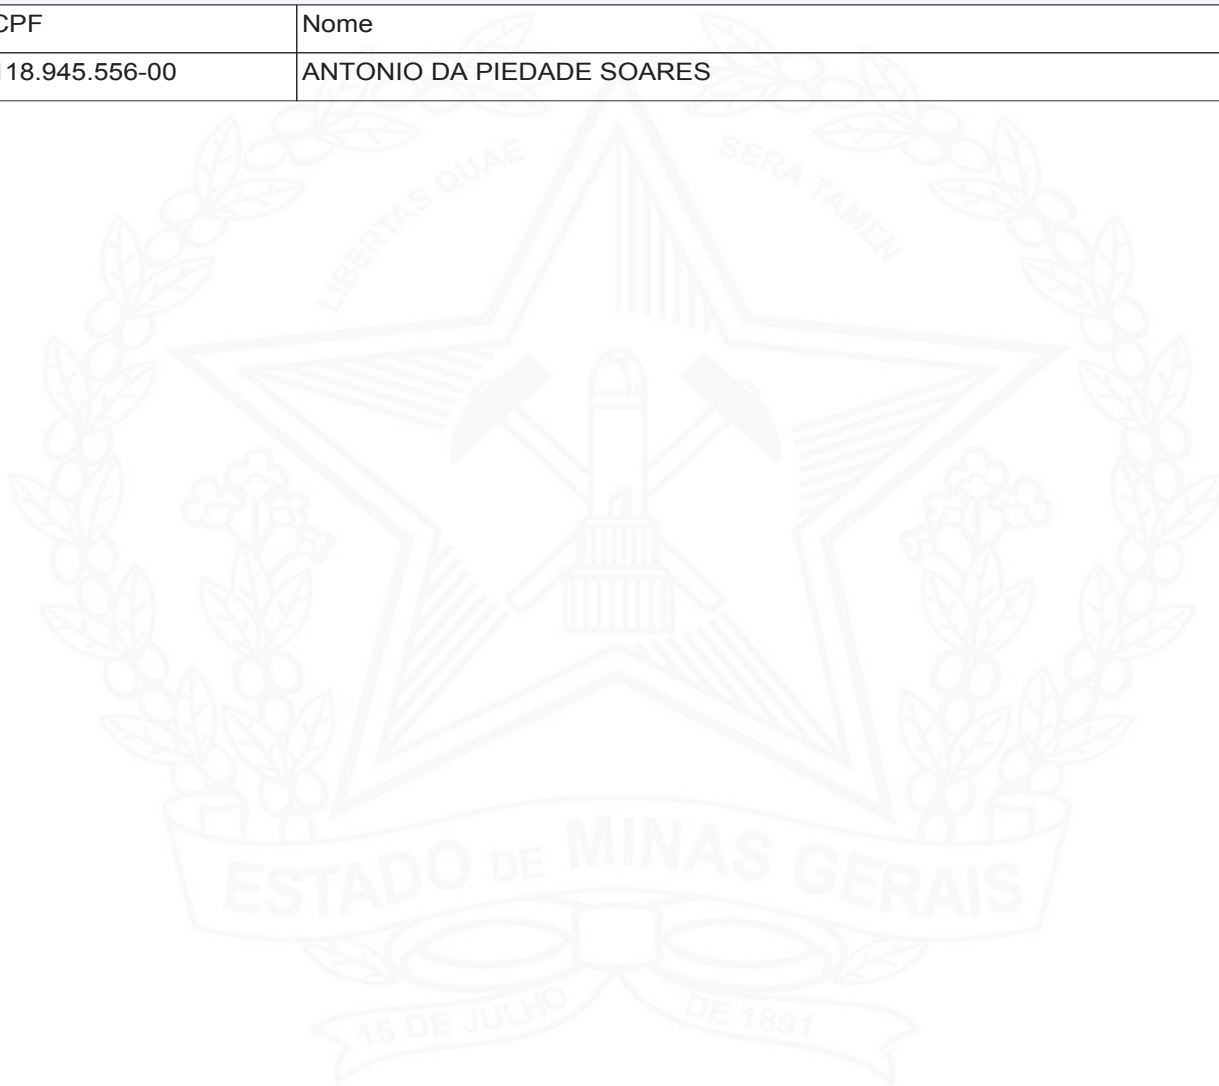 CPF Nome
118.945.556-00 ANTONIO DA PIEDADE SOARES
LIBERTAS QUAE SERA TAMEN
ESTADO DE MINAS GERAIS
15 DE JULHO DE 1891